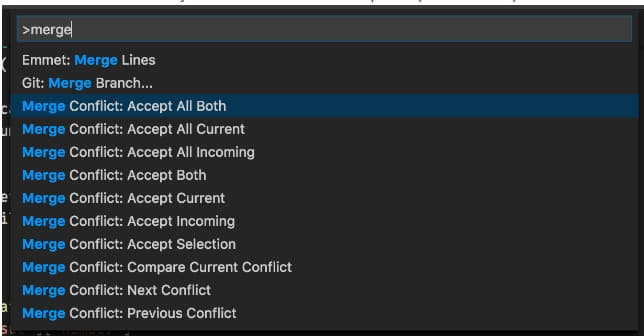 >merge
Emmet: Merge Lines
Git: Merge Branch...
Merge Conflict: Accept All Both
Merge Conflict: Accept All Current
Merge Conflict: Accept All Incoming
Merge Conflict: Accept Both
Merge Conflict: Accept Current
Merge Conflict: Accept Incoming
Merge Conflict: Accept Selection
Merge Conflict: Compare Current Conflict
Merge Conflict: Next Conflict
Merge Conflict: Previous Conflict